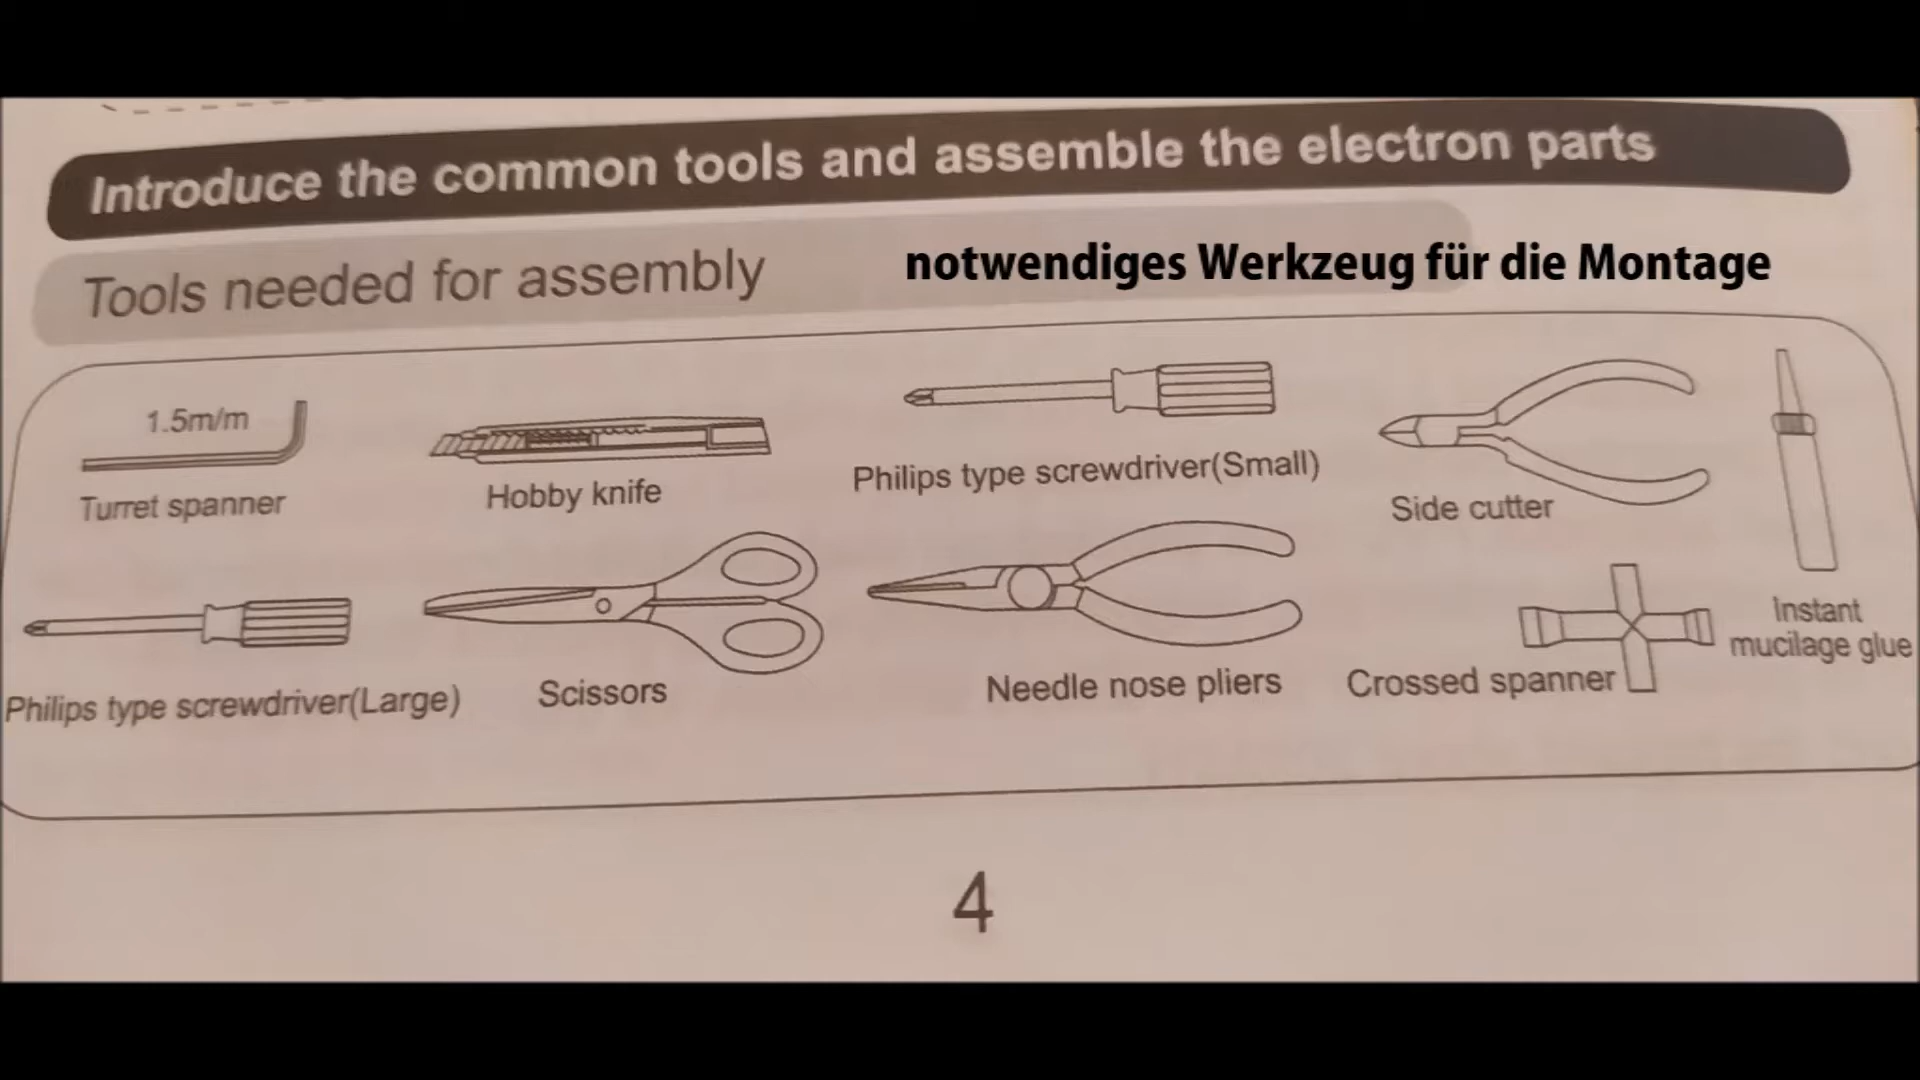 Introduce the common tools and assemble the electron parts
Tools needed for assembly
notwendiges Werkzeug für die Montage
1.5m/m
Turret spanner
Hobby knife
Philips type screwdriver(Small)
Side cutter
Instant
mucilage glue
Philips type screwdriver(Large)
Scissors
Needle nose pliers
Crossed spanner
4